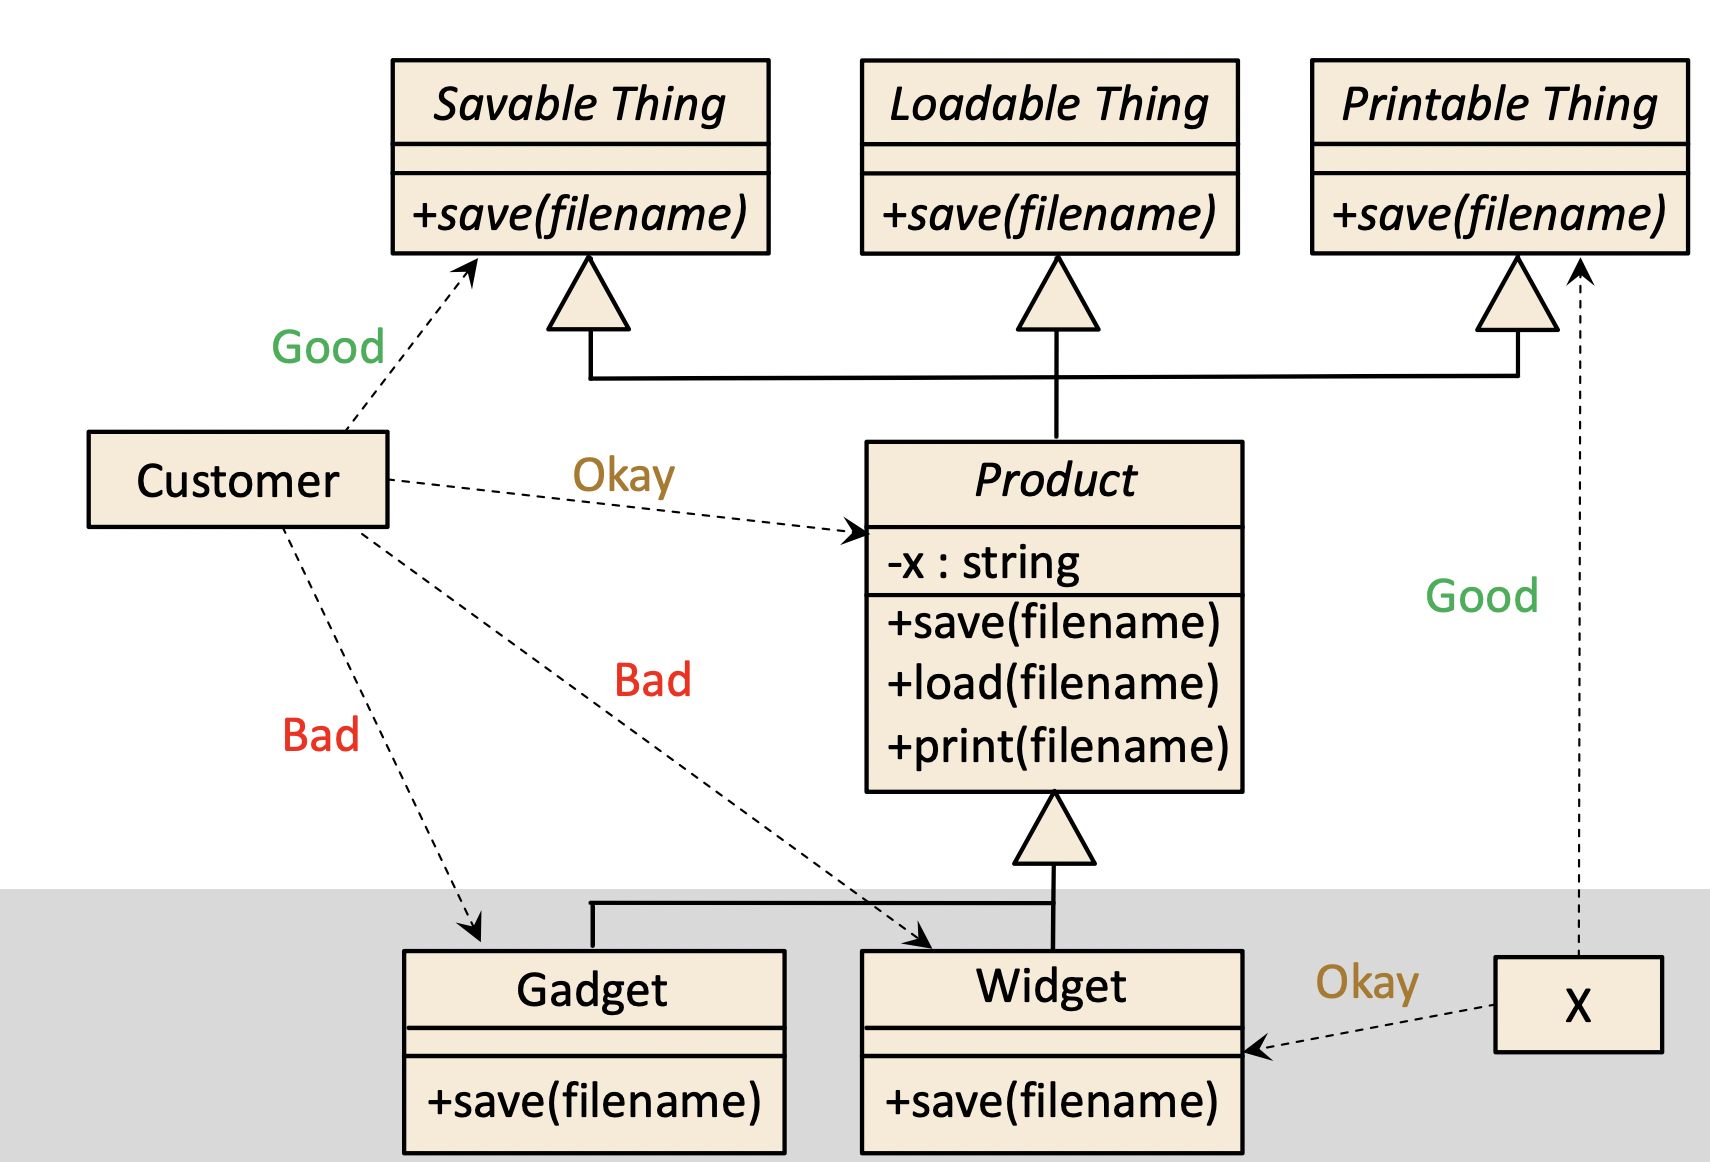 Savable Thing
+save(filename)
Loadable Thing
+save(filename)
Printable Thing
+save(filename)
Good
Customer
Okay
Product
-x : string
+save(filename)
+load(filename)
+print(filename)
Good
Bad
Bad
Gadget
+save(filename)
Widget
+save(filename)
Okay
X